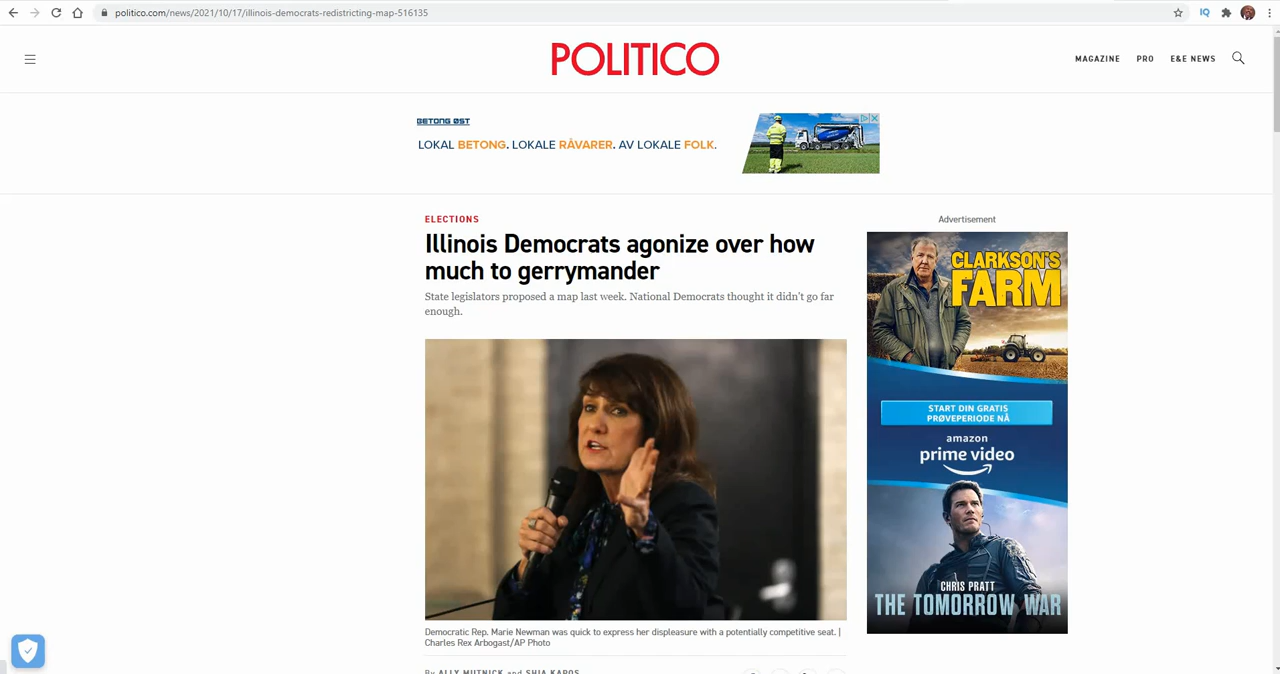 politico.com/news/2021/10/17/illinois-democrats-redistricting-map-516135
IQ
POLITICO
MAGAZINE PRO E&E NEWS
BETONG ØST
LOKAL BETONG. LOKALE RÅVARER. AV LOKALE FOLK.
ELECTIONS
Illinois Democrats agonize over how
much to gerrymander
State legislators proposed a map last week. National Democrats thought it didn't go far
enough.
Democratic Rep. Marie Newman was quick to express her displeasure with a potentially competitive seat. |
Charles Rex Arbogast/AP Photo
By ALLY MUTNICK and SHIA KAPOS
Advertisement
CLARKSON'S
FARM
START DIN GRATIS
PRØVEPERIODE NÅ
amazon
prime video
CHRIS PRATT
THE TOMORROW WAR